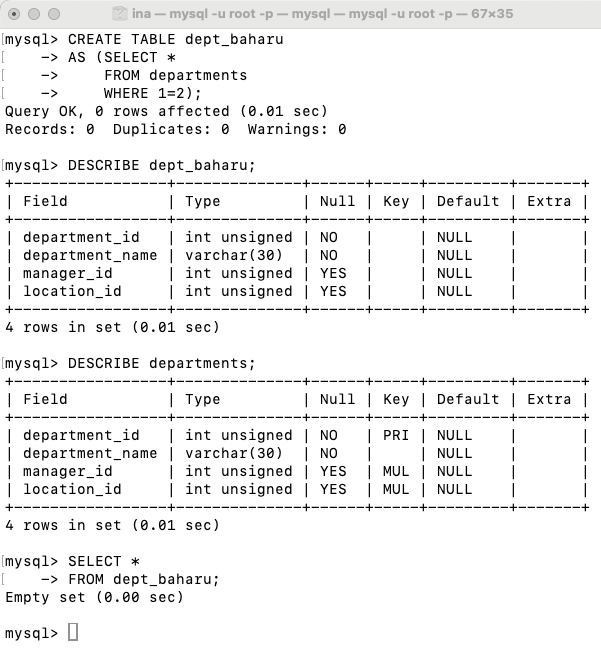 ina — mysql -u root -p — mysql — mysql -u root -p — 67×35
mysql> CREATE TABLE dept_baharu
    -> AS (SELECT *
    ->     FROM departments
    ->     WHERE 1=2);
Query OK, 0 rows affected (0.01 sec)
Records: 0  Duplicates: 0  Warnings: 0
mysql> DESCRIBE dept_baharu;
+-----------------+--------------+------+-----+---------+-------+
| Field           | Type         | Null | Key | Default | Extra |
+-----------------+--------------+------+-----+---------+-------+
| department_id   | int unsigned | NO   |     | NULL    |       |
| department_name | varchar(30)  | NO   |     | NULL    |       |
| manager_id      | int unsigned | YES  |     | NULL    |       |
| location_id     | int unsigned | YES  |     | NULL    |       |
+-----------------+--------------+------+-----+---------+-------+
4 rows in set (0.01 sec)
mysql> DESCRIBE departments;
+-----------------+--------------+------+-----+---------+-------+
| Field           | Type         | Null | Key | Default | Extra |
+-----------------+--------------+------+-----+---------+-------+
| department_id   | int unsigned | NO   | PRI | NULL    |       |
| department_name | varchar(30)  | NO   |     | NULL    |       |
| manager_id      | int unsigned | YES  | MUL | NULL    |       |
| location_id     | int unsigned | YES  | MUL | NULL    |       |
+-----------------+--------------+------+-----+---------+-------+
4 rows in set (0.01 sec)
mysql> SELECT *
    -> FROM dept_baharu;
Empty set (0.00 sec)
mysql>